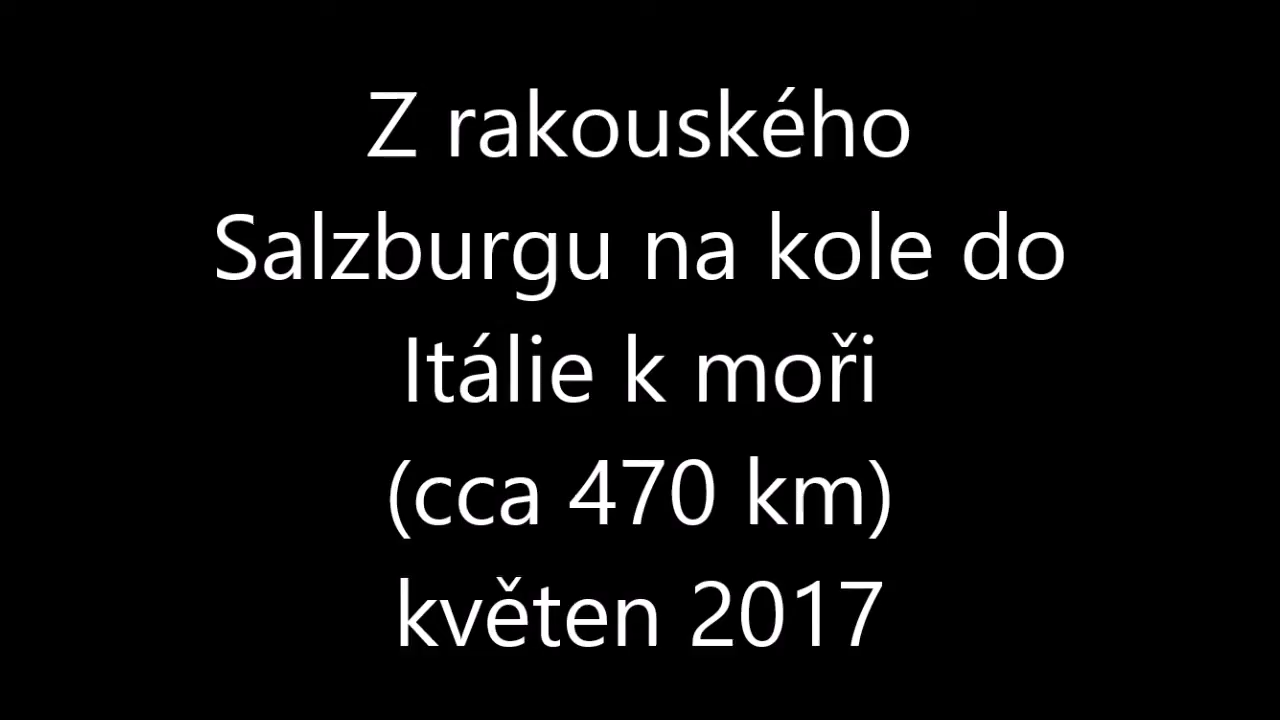 Z rakouského
Salzburgu na kole do
Itálie k moři
(cca 470 km)
květen 2017